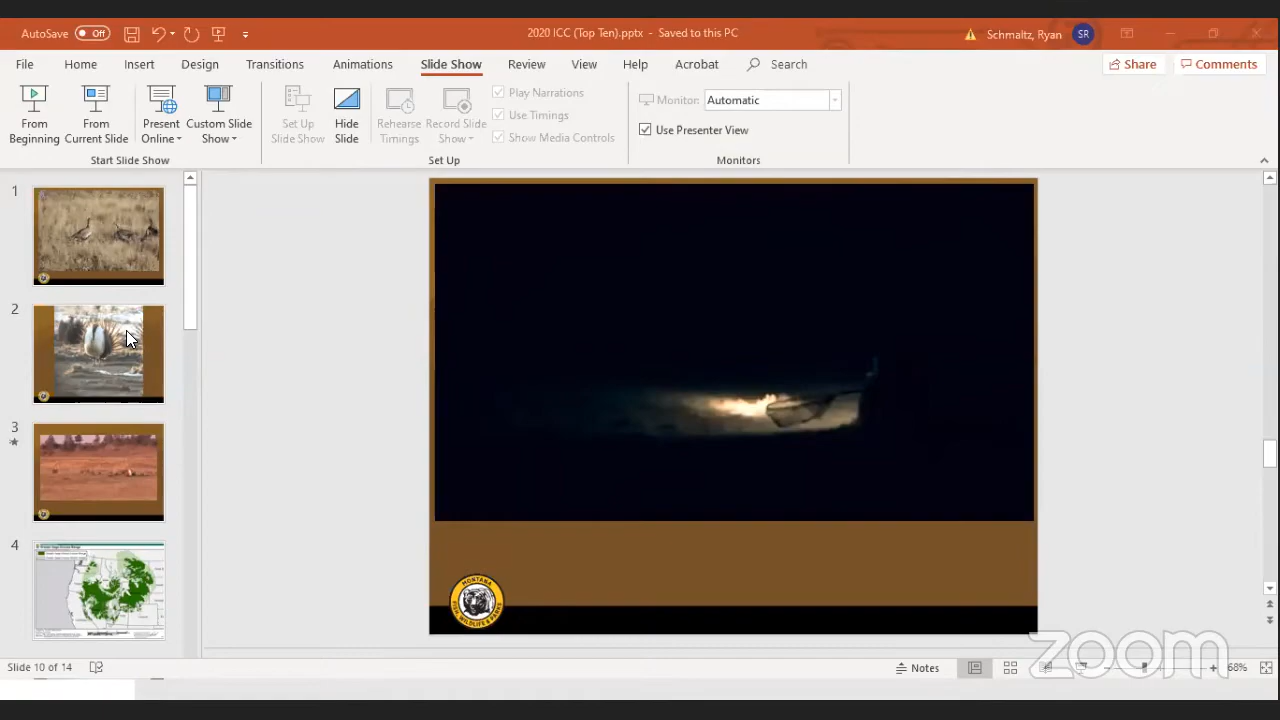 AutoSave Off
2020 ICC (Top Ten).pptx - Saved to this PC
Schmaltz, Ryan SR
File Home Insert Design Transitions Animations Slide Show Review View Help Acrobat Search
Share Comments
From Beginning
From Current Slide
Present Online
Custom Slide Show
Start Slide Show
Set Up Slide Show
Hide Slide
Rehearse Timings
Record Slide Show
Play Narrations
Use Timings
Show Media Controls
Set Up
Monitor: Automatic
Use Presenter View
Monitors
1
2
3
4
MONTANA
FISH, WILDLIFE & PARKS
Slide 10 of 14
Notes
68%
zoom